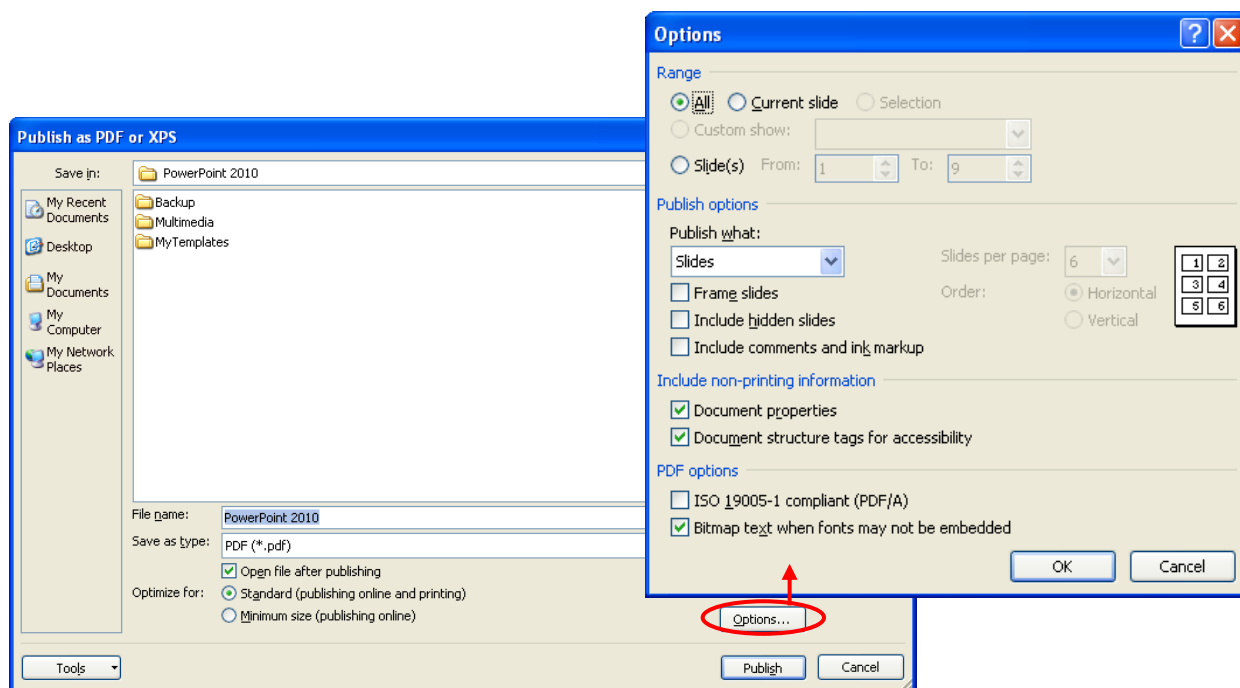 Options
Range
All Current slide Selection
Custom show:
Slide(s) From: 1 To: 9
Publish options
Publish what:
Slides
Slides per page: 6
Frame slides
Order: Horizontal
Include hidden slides
Vertical
Include comments and ink markup
1 2
3 4
5 6
Include non-printing information
Document properties
Document structure tags for accessibility
PDF options
ISO 19005-1 compliant (PDF/A)
Bitmap text when fonts may not be embedded
OK Cancel
Publish as PDF or XPS
Save in: PowerPoint 2010
My Recent
Documents
Desktop
My
Documents
My
Computer
My Network
Places
Backup
Multimedia
MyTemplates
File name: PowerPoint 2010
Save as type: PDF (*.pdf)
Open file after publishing
Optimize for: Standard (publishing online and printing)
Minimum size (publishing online)
Options...
Tools Publish Cancel